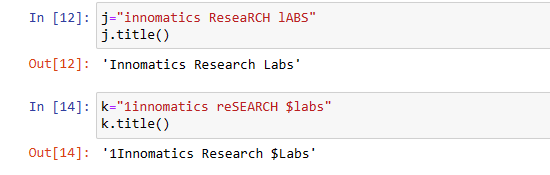 In [12]: j="innomatics ReseaRCH lABS"
j.title()
Out[12]: 'Innomatics Research Labs'
In [14]: k="1innomatics reSEARCH $labs"
k.title()
Out[14]: '1Innomatics Research $Labs'